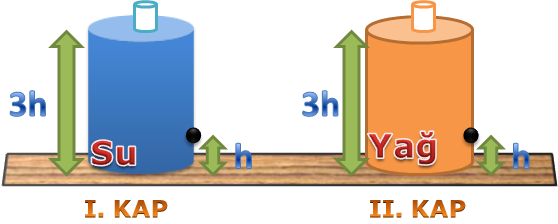 3h
Su
h
3h
Yağ
h
I. KAP
II. KAP